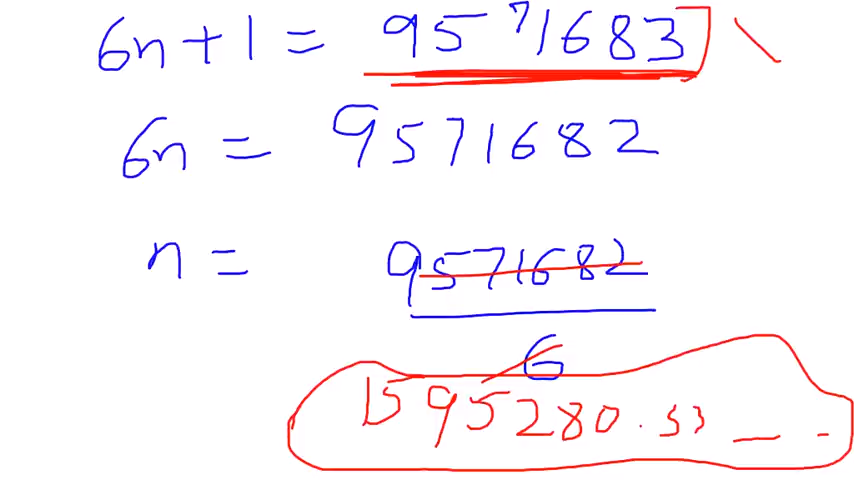 6n + 1 = 9571683
6n = 9571682
n = 9571682
6
1595280.33